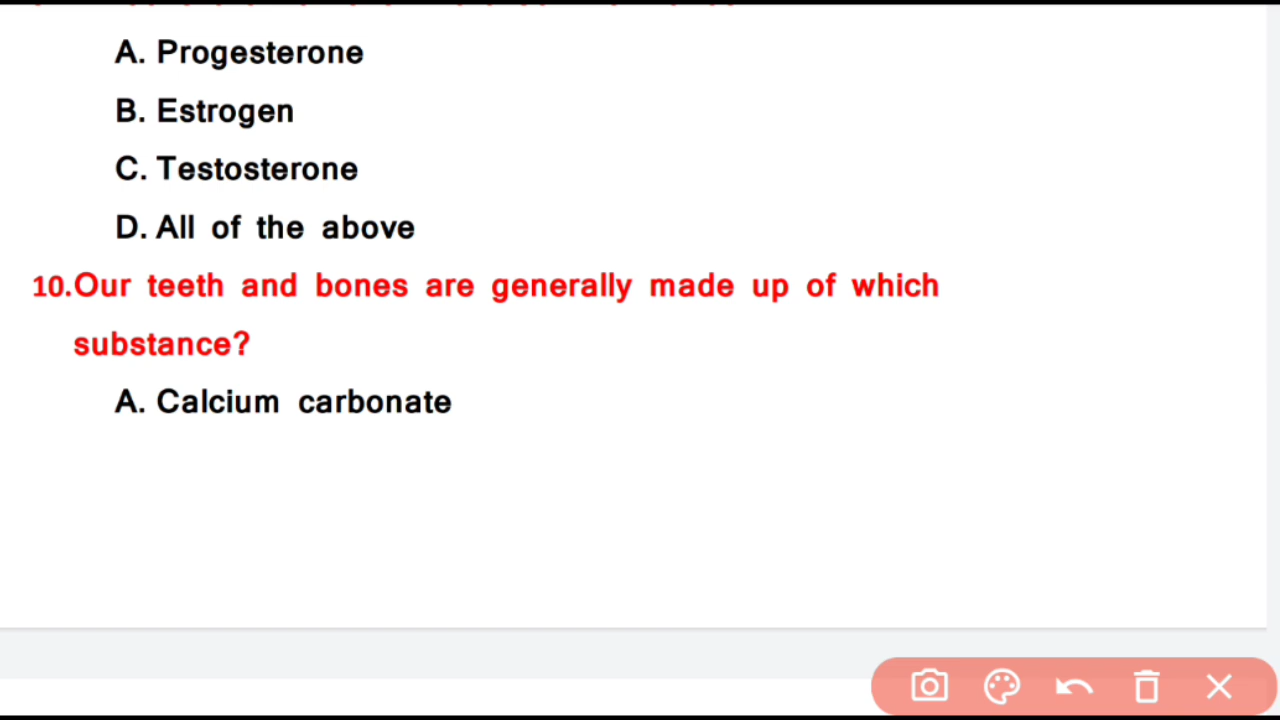 A. Progesterone
B. Estrogen
C. Testosterone
D. All of the above
10.Our teeth and bones are generally made up of which
substance?
A. Calcium carbonate